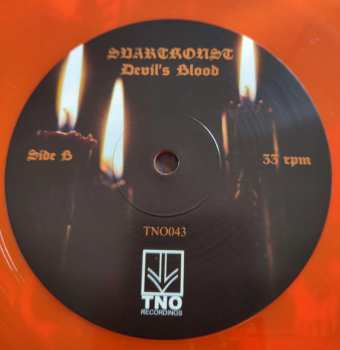 SVARTKONST
Devil's Blood
Side B
33 rpm
TNO043
TNO
RECORDINGS